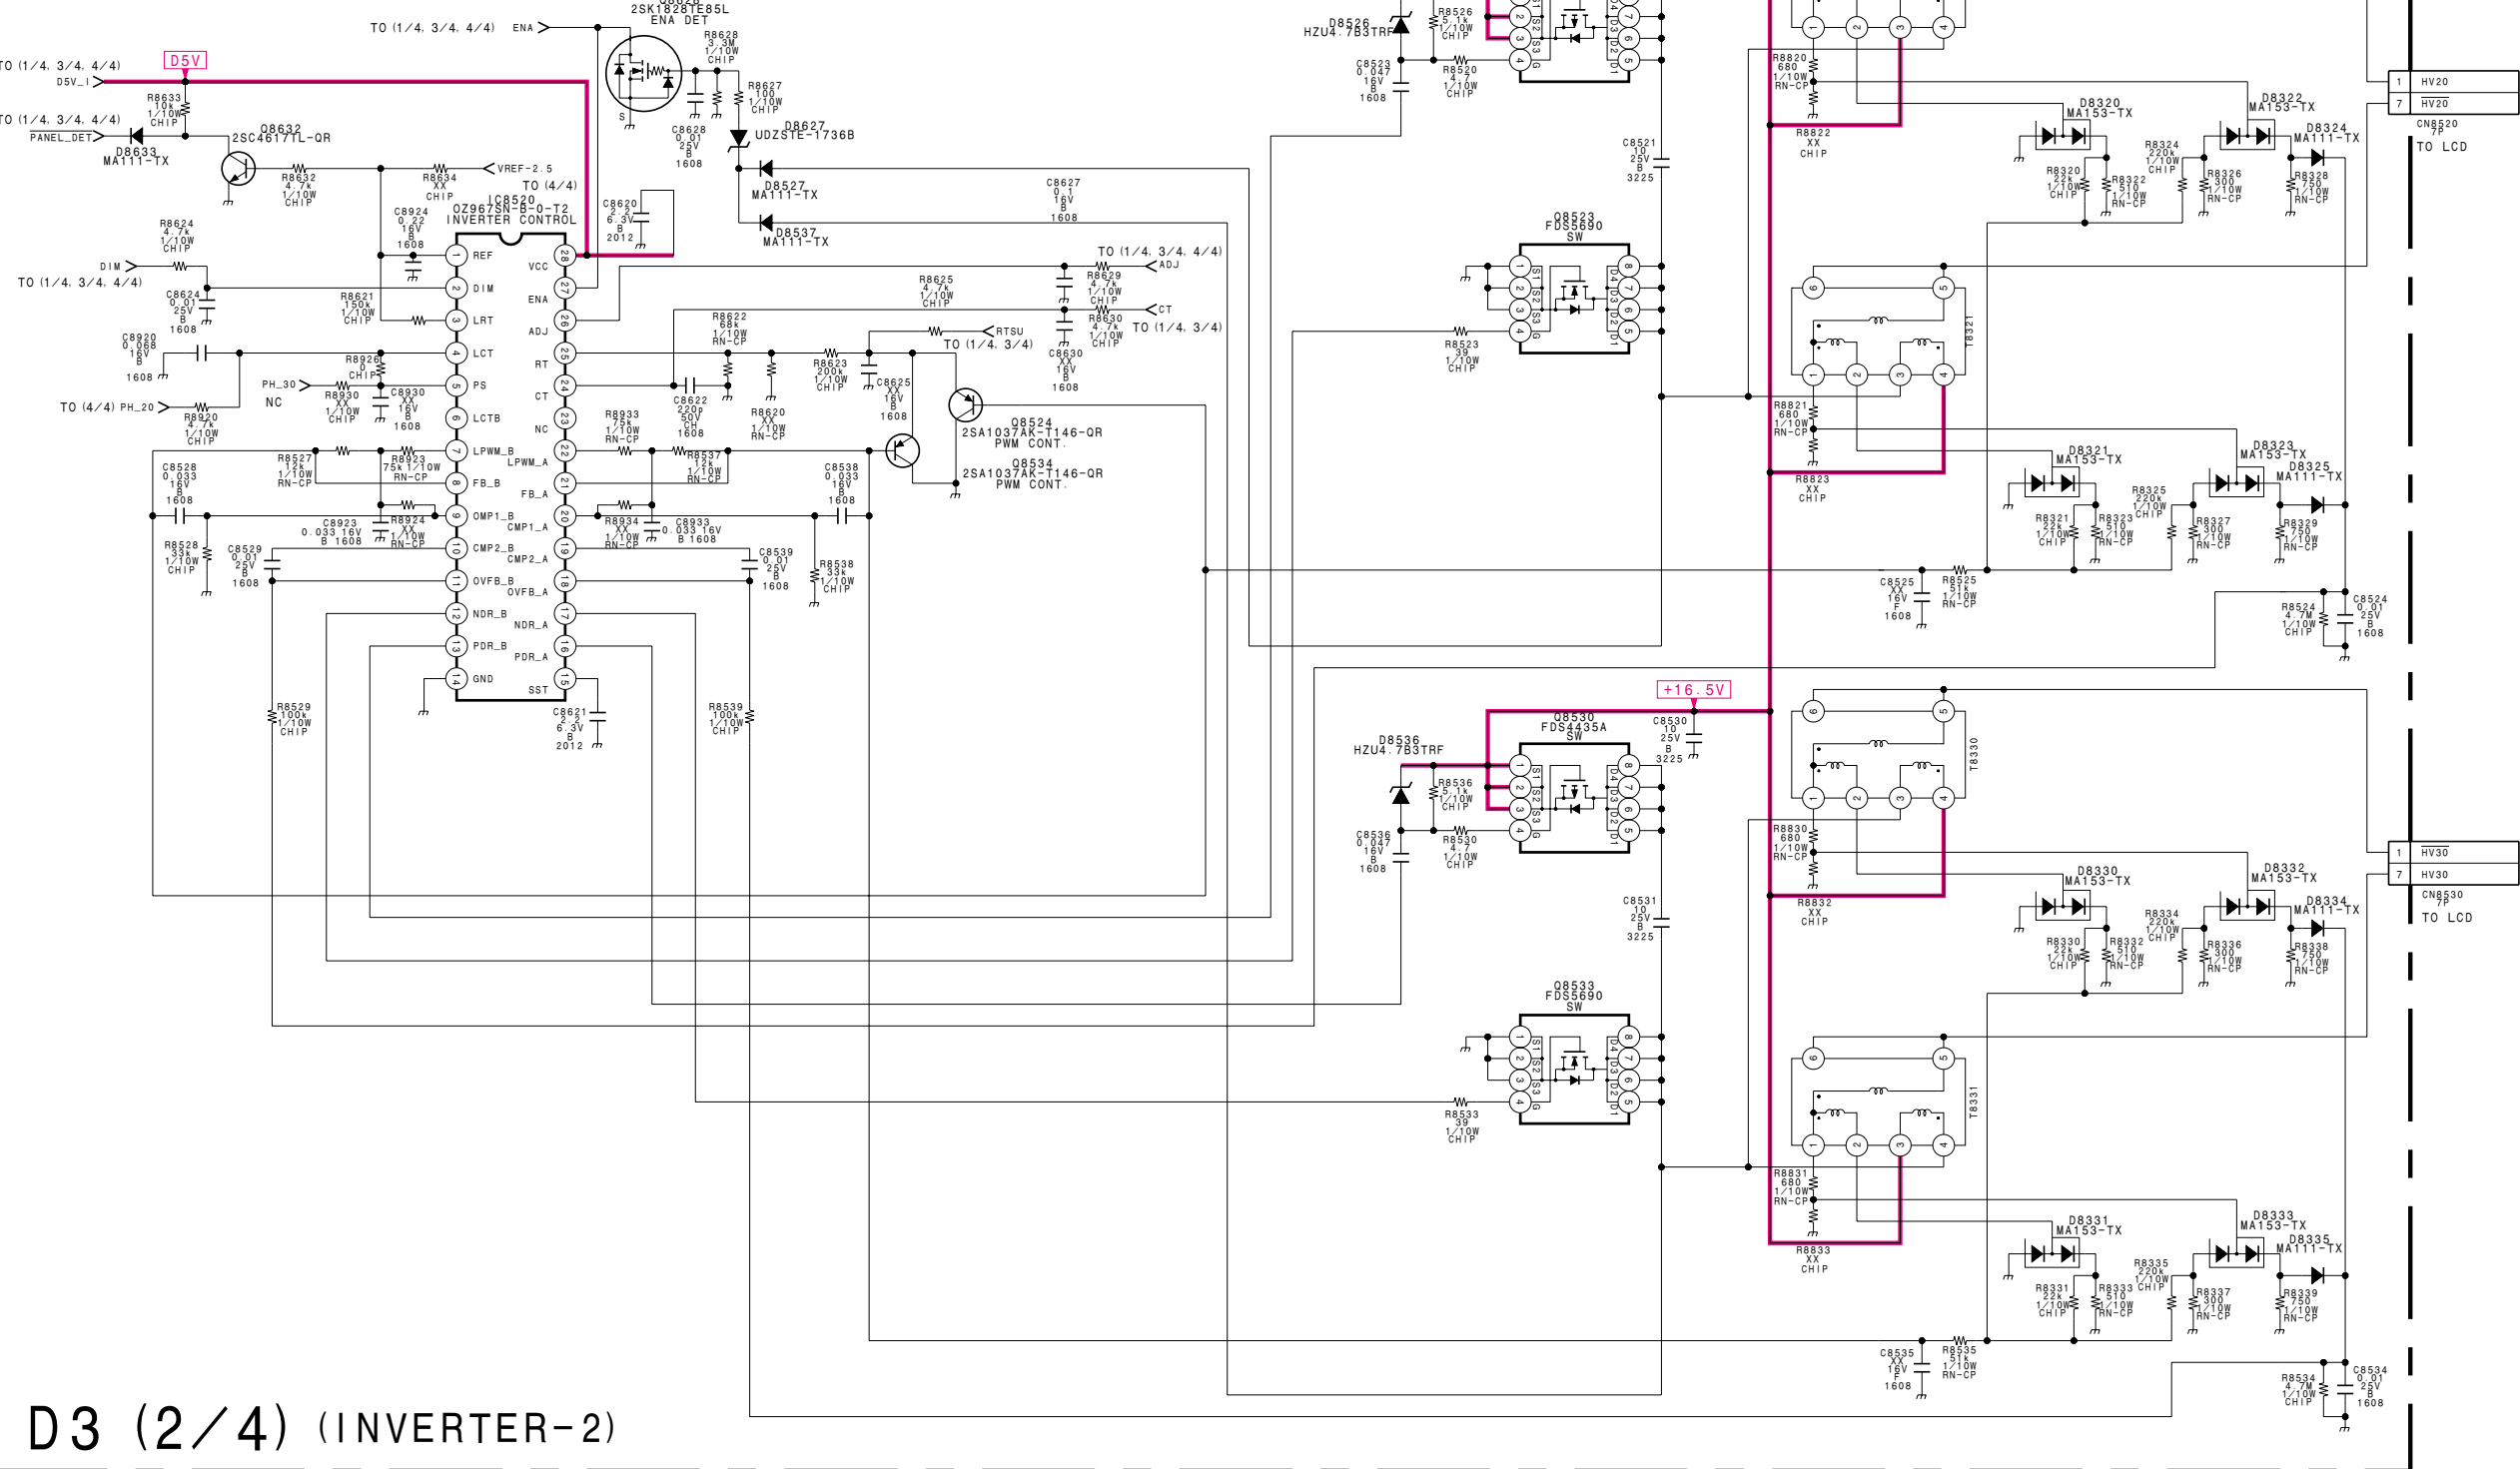 2SK1828TE85L
ENA DET
TO (1/4, 3/4, 4/4) ENA
R8628
3.3M
1/10W
CHIP
R8627
100
1/10W
CHIP
C8628
0.01
25V
B
1608
S
TO (1/4, 3/4, 4/4)
D5V_I
D5V
R8633
10k
1/10W
CHIP
TO (1/4, 3/4, 4/4)
PANEL_DET
D8633
MA111-TX
Q8632
2SC4617TL-QR
R8632
4.7k
1/10W
CHIP
R8634
XX
CHIP
VREF-2.5
TO (4/4)
D8627
UDZSTE-1736B
D8527
MA111-TX
D8537
MA111-TX
C8627
0.1
16V
B
1608
C8620
2.2
6.3V
B
2012
IC8520
OZ967SN-B-0-T2
INVERTER CONTROL
C8924
0.22
16V
B
1608
R8624
4.7k
1/10W
CHIP
DIM
TO (1/4, 3/4, 4/4)
C8624
0.01
25V
B
1608
R8621
150k
1/10W
CHIP
C8920
0.068
16V
B
1608
R8926
0
CHIP
PH_30
NC
R8930
XX
1/10W
CHIP
C8930
XX
16V
B
1608
TO (4/4) PH_20
R8920
4.7k
1/10W
CHIP
1 REF
2 DIM
3 LRT
4 LCT
5 PS
6 LCTB
7 LPWM_B
8 FB_B
9 OMP1_B
10 CMP2_B
11 OVFB_B
12 NDR_B
13 PDR_B
14 GND
28 VCC
27 ENA
26 ADJ
25 RT
24 CT
23 NC
22 LPWM_A
21 FB_A
20 CMP1_A
19 CMP2_A
18 OVFB_A
17 NDR_A
16 PDR_A
15 SST
R8527
12k
1/10W
RN-CP
R8923
75k 1/10W
RN-CP
C8528
0.033
16V
B
1608
C8923
0.033 16V
B 1608
R8924
XX
1/10W
RN-CP
R8528
33k
1/10W
CHIP
C8529
0.01
25V
B
1608
R8529
100k
1/10W
CHIP
C8621
2.2
6.3V
B
2012
R8539
100k
1/10W
CHIP
R8622
68k
1/10W
RN-CP
R8625
4.7k
1/10W
CHIP
TO (1/4, 3/4, 4/4)
ADJ
R8629
4.7k
1/10W
CHIP
CT
TO (1/4, 3/4)
R8630
4.7k
1/10W
CHIP
RTSU
TO (1/4, 3/4)
C8630
XX
16V
B
1608
R8623
200k
1/10W
CHIP
C8625
XX
16V
B
1608
C8622
220p
50V
CH
1608
R8620
XX
1/10W
RN-CP
R8933
75k
1/10W
RN-CP
R8537
12k
1/10W
RN-CP
Q8524
2SA1037AK-T146-QR
PWM CONT.
Q8534
2SA1037AK-T146-QR
PWM CONT.
C8538
0.033
16V
B
1608
R8934
XX
1/10W
RN-CP
C8933
0.033 16V
B 1608
C8539
0.01
25V
B
1608
R8538
33k
1/10W
CHIP
D8526
HZU4.7B3TRF
R8526
5.1k
1/10W
CHIP
C8523
0.047
16V
B
1608
R8520
4.7
1/10W
CHIP
C8521
10
25V
B
3225
Q8523
FDS5690
SW
R8523
39
1/10W
CHIP
R8820
680
1/10W
RN-CP
R8822
XX
CHIP
T8321
R8821
680
1/10W
RN-CP
R8823
XX
CHIP
D8320
MA153-TX
D8322
MA153-TX
D8324
MA111-TX
R8320
22k
1/10W
CHIP
R8322
510
1/10W
RN-CP
R8324
220k
1/10W
CHIP
R8326
300
1/10W
RN-CP
R8328
750
1/10W
RN-CP
1 HV20
7 HV20
CN8520
7P
TO LCD
D8321
MA153-TX
D8323
MA153-TX
D8325
MA111-TX
R8321
22k
1/10W
CHIP
R8323
510
1/10W
RN-CP
R8325
220k
1/10W
CHIP
R8327
300
1/10W
RN-CP
R8329
750
1/10W
RN-CP
C8525
XX
16V
F
1608
R8525
51k
1/10W
RN-CP
R8524
4.7M
1/10W
CHIP
C8524
0.01
25V
B
1608
+16.5V
Q8530
FDS4435A
SW
C8530
10
25V
B
3225
D8536
HZU4.7B3TRF
R8536
5.1k
1/10W
CHIP
C8536
0.047
16V
B
1608
R8530
4.7
1/10W
CHIP
C8531
10
25V
B
3225
Q8533
FDS5690
SW
R8533
39
1/10W
CHIP
T8330
R8830
680
1/10W
RN-CP
R8832
XX
CHIP
D8330
MA153-TX
D8332
MA153-TX
D8334
MA111-TX
R8330
22k
1/10W
CHIP
R8332
510
1/10W
RN-CP
R8334
220k
1/10W
CHIP
R8336
300
1/10W
RN-CP
R8338
750
1/10W
RN-CP
1 HV30
7 HV30
CN8530
7P
TO LCD
T8331
R8831
680
1/10W
RN-CP
R8833
XX
CHIP
D8331
MA153-TX
D8333
MA153-TX
D8335
MA111-TX
R8331
22k
1/10W
CHIP
R8333
510
1/10W
RN-CP
R8335
220k
1/10W
CHIP
R8337
300
1/10W
RN-CP
R8339
750
1/10W
RN-CP
C8535
XX
16V
F
1608
R8535
51k
1/10W
RN-CP
R8534
4.7M
1/10W
CHIP
C8534
0.01
25V
B
1608
D3 (2/4) (INVERTER-2)